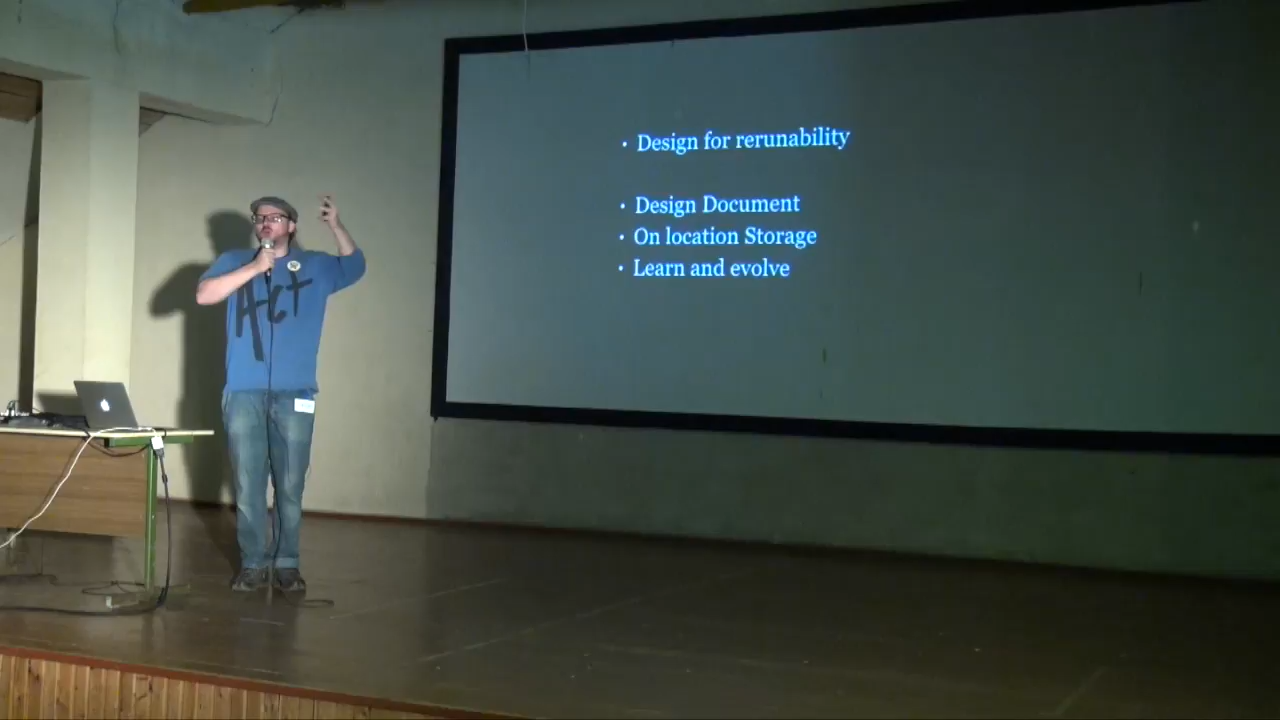 • Design for rerunability
• Design Document
• On location Storage
• Learn and evolve
Act